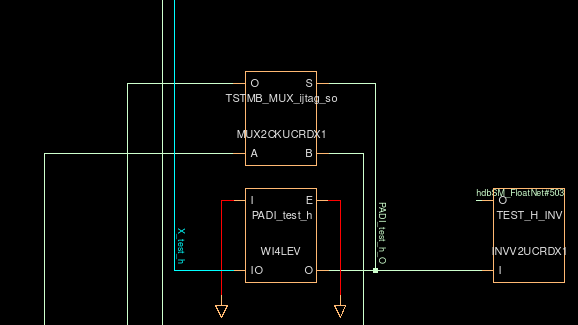 O S
TSTMB_MUX_ijtag_so
MUX2CKUCRDX1
A B
I E
PADI_test_h
WI4LEV
IO O
X_test_h
PADI_test_h_O
hdbSM_FloatNet#503
O
TEST_H_INV
INVV2UCRDX1
I